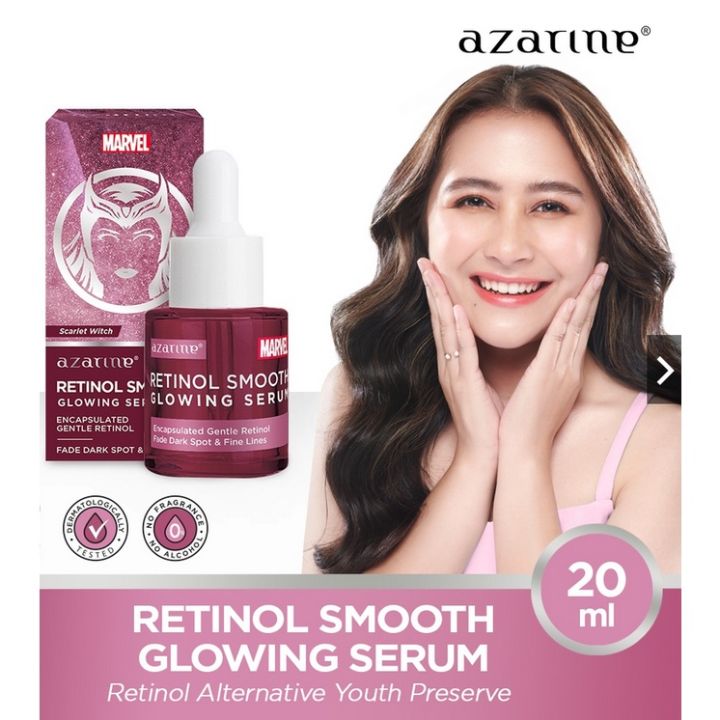 azarine®
MARVEL
Scarlet Witch
azarine®
RETINOL SM
GLOWING SE
ENCAPSULATED
GENTLE RETINOL
FADE DARK SPOT &
azarine®
MARVEL
RETINOL SMOOTH
GLOWING SERUM
Encapsulated Gentle Retinol
Fade Dark Spot & Fine Lines
DERMATOLOGICALLY
TESTED
NO FRAGRANCE
0
NO ALCOHOL
20
ml
RETINOL SMOOTH
GLOWING SERUM
Retinol Alternative Youth Preserve